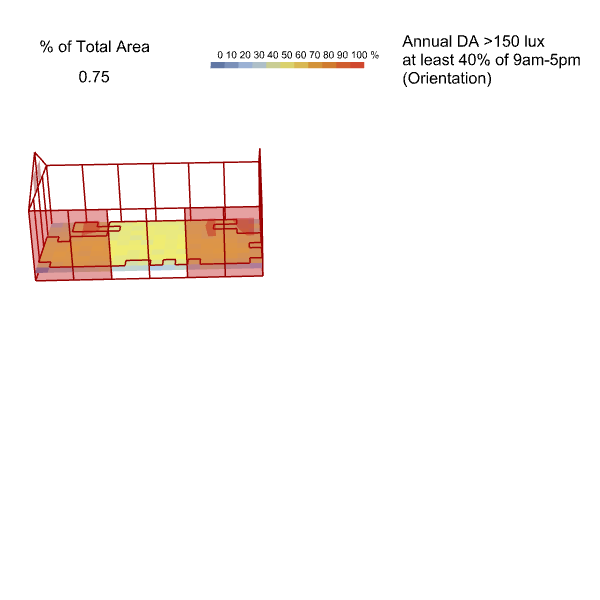 % of Total Area
0.75
0 10 20 30 40 50 60 70 80 90 100 %
Annual DA >150 lux
at least 40% of 9am-5pm
(Orientation)